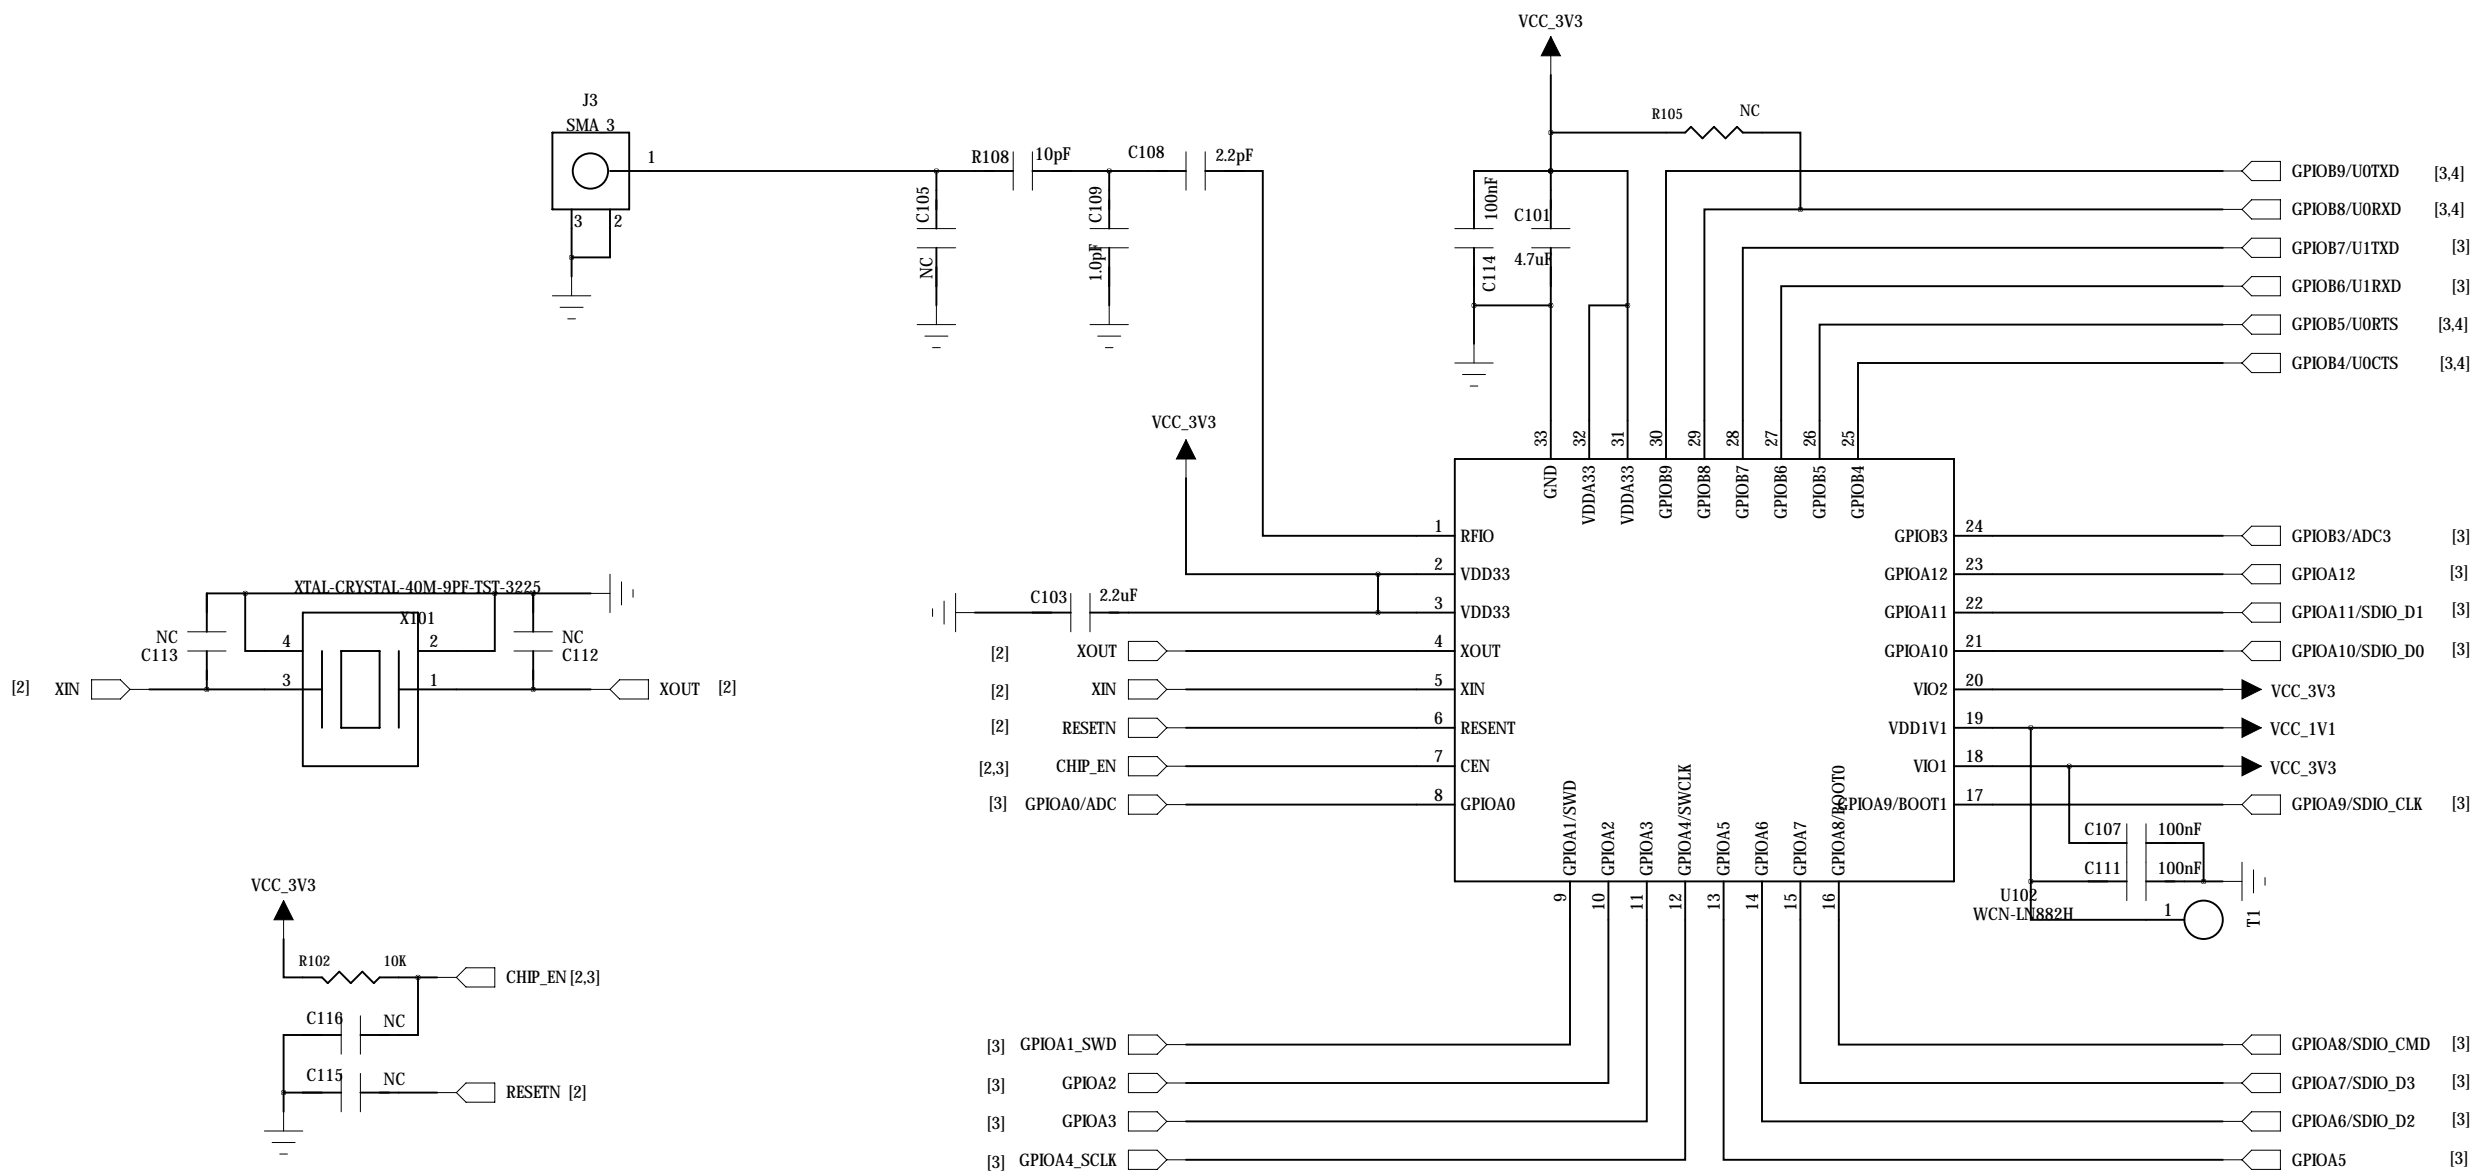 VCC_3V3
J3
SMA 3
1
3
2
R108
10pF
C108
2.2pF
C105
NC
C109
1.0pF
R105
NC
100nF
C114
C101
4.7uF
GPIOB9/U0TXD [3,4]
GPIOB8/U0RXD [3,4]
GPIOB7/U1TXD [3]
GPIOB6/U1RXD [3]
GPIOB5/U0RTS [3,4]
GPIOB4/U0CTS [3,4]
VCC_3V3
33
32
31
30
29
28
27
26
25
GND
VDDA33
VDDA33
GPIOB9
GPIOB8
GPIOB7
GPIOB6
GPIOB5
GPIOB4
1 RFIO
2 VDD33
C103
2.2uF
3 VDD33
[2] XOUT
4 XOUT
[2] XIN
5 XIN
[2] RESETN
6 RESENT
[2,3] CHIP_EN
7 CEN
[3] GPIOA0/ADC
8 GPIOA0
GPIOB3 24
GPIOB3/ADC3 [3]
GPIOA12 23
GPIOA12 [3]
GPIOA11 22
GPIOA11/SDIO_D1 [3]
GPIOA10 21
GPIOA10/SDIO_D0 [3]
VIO2 20
VCC_3V3
VDD1V1 19
VCC_1V1
VIO1 18
VCC_3V3
GPIOA9/BOOT1 17
GPIOA9/SDIO_CLK [3]
GPIOA1/SWD
GPIOA2
GPIOA3
GPIOA4/SWCLK
GPIOA5
GPIOA6
GPIOA7
GPIOA8/BOOT0
9
10
11
12
13
14
15
16
C107
100nF
C111
100nF
U102
WCN-LN882H
1
T1
XTAL-CRYSTAL-40M-9PF-TST-3225
X101
NC
C113
4
2
NC
C112
[2] XIN
3
1
XOUT [2]
VCC_3V3
R102
10K
CHIP_EN [2,3]
C116
NC
C115
NC
RESETN [2]
[3] GPIOA1_SWD
[3] GPIOA2
[3] GPIOA3
[3] GPIOA4_SCLK
GPIOA8/SDIO_CMD [3]
GPIOA7/SDIO_D3 [3]
GPIOA6/SDIO_D2 [3]
GPIOA5 [3]